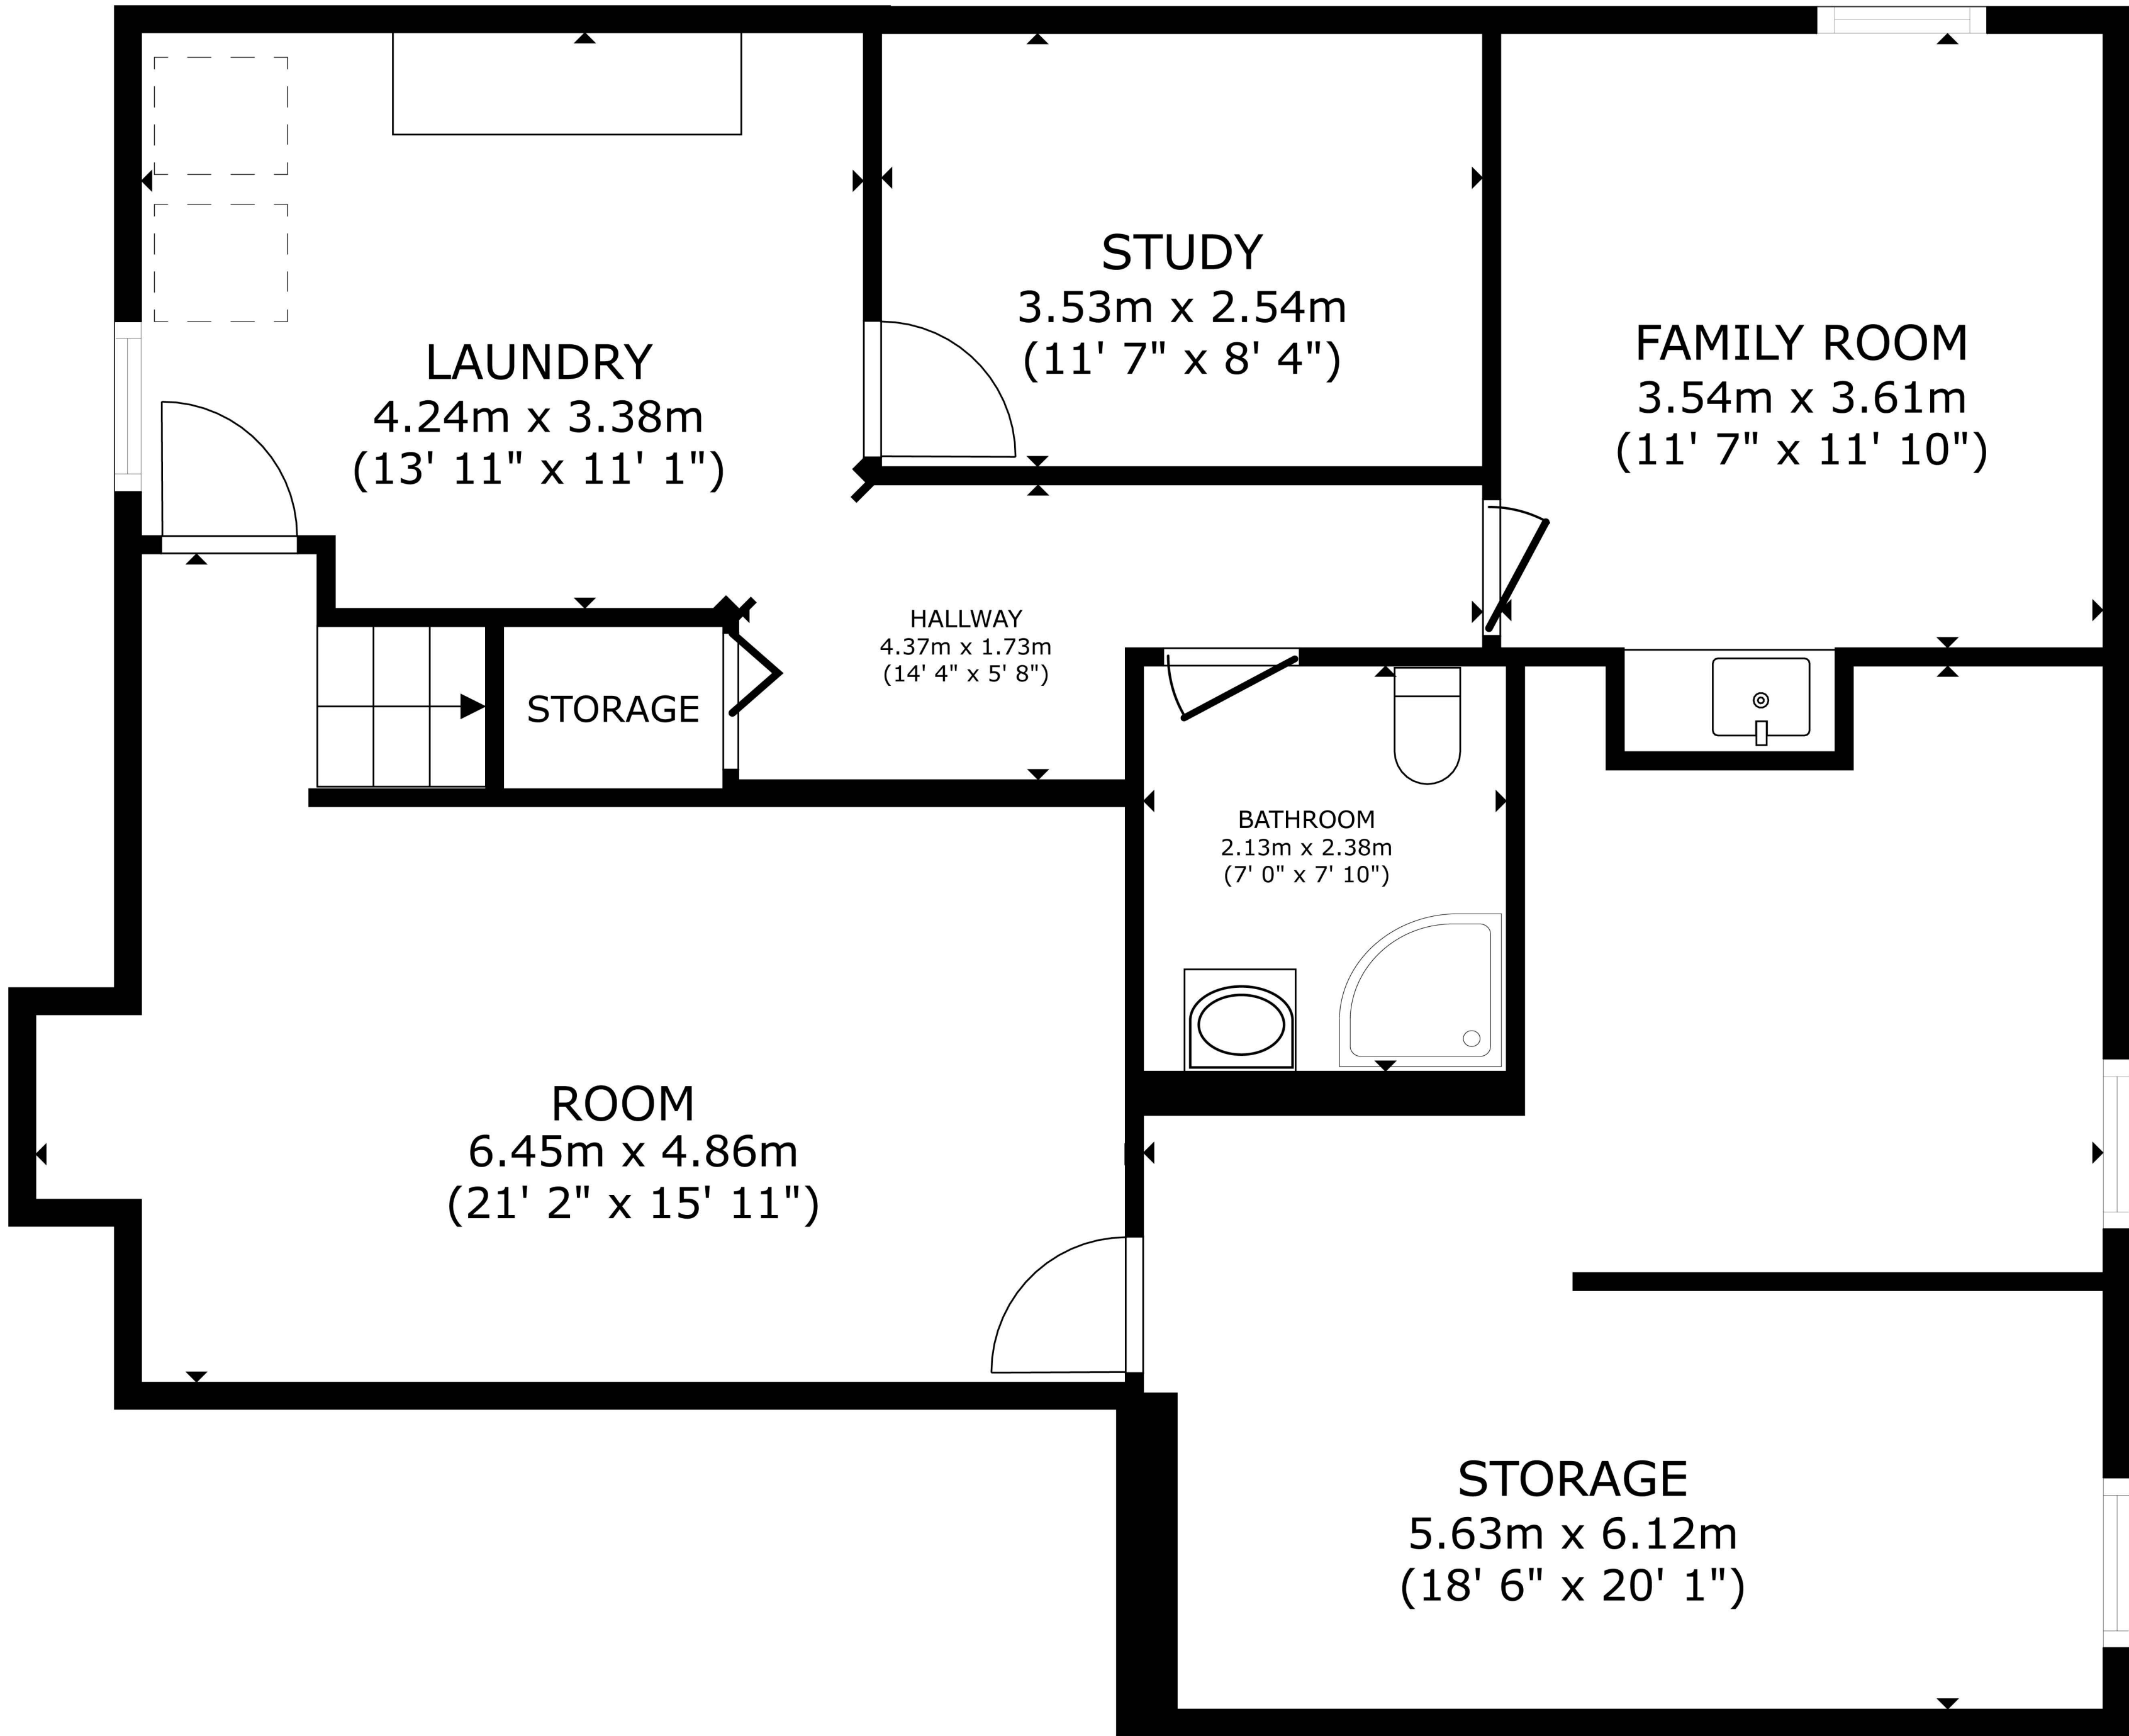 STUDY
3.53m x 2.54m
(11' 7" x 8' 4")
LAUNDRY
4.24m x 3.38m
(13' 11" x 11' 1")
FAMILY ROOM
3.54m x 3.61m
(11' 7" x 11' 10")
HALLWAY
4.37m x 1.73m
(14' 4" x 5' 8")
STORAGE
BATHROOM
2.13m x 2.38m
(7' 0" x 7' 10")
ROOM
6.45m x 4.86m
(21' 2" x 15' 11")
STORAGE
5.63m x 6.12m
(18' 6" x 20' 1")